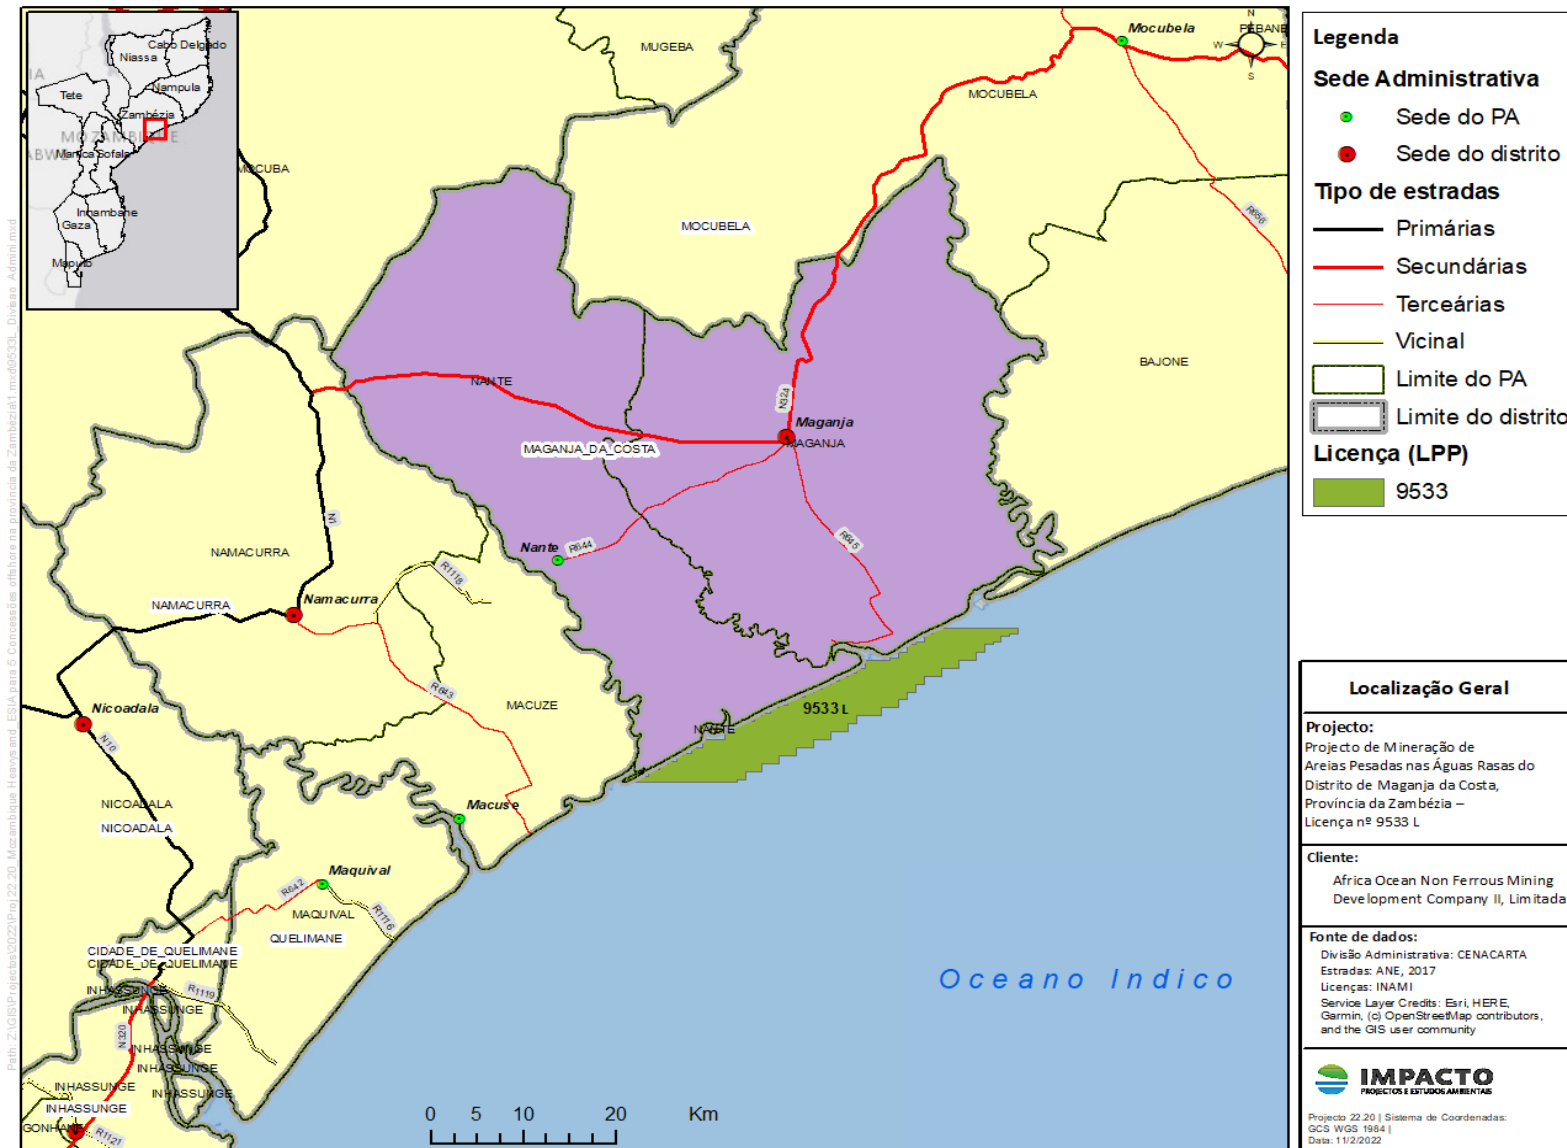 Cabo Delgado
Niassa
Nampula
Tete
Zambézia
MOZAMBIQUE
Manica
Sofala
Inhambane
Gaza
Maputo
MUGEBA
Mocubela
N
W
E
S
MOCUBELA
MOCUBA
MOCUBELA
R656
BAJONE
NANTE
N324
Maganja
MAGANJA
MAGANJA_DA_COSTA
Nante
R644
R645
NAMACURRA
R1118
NAMACURRA
Namacurra
R643
MACUZE
Nicoadala
N10
9533 L
NANTE
NICOADALA
NICOADALA
Macuse
Maquival
R642
MAQUIVAL
R1116
QUELIMANE
CIDADE_DE_QUELIMANE
CIDADE_DE_QUELIMANE
INHASSUNGE
R1119
INHASSUNGE
N320
INHASSUNGE
INHASSUNGE
INHASSUNGE
INHASSUNGE
INHASSUNGE
R1121
Oceano Indico
0 5 10 20 Km
Legenda
Sede Administrativa
Sede do PA
Sede do distrito
Tipo de estradas
Primárias
Secundárias
Terceárias
Vicinal
Limite do PA
Limite do distrito
Licença (LPP)
9533
Localização Geral
Projecto:
Projecto de Mineração de
Areias Pesadas nas Águas Rasas do
Distrito de Maganja da Costa,
Província da Zambézia –
Licença nº 9533 L
Cliente:
Africa Ocean Non Ferrous Mining
Development Company II, Limitada
Fonte de dados:
Divisão Administrativa: CENACARTA
Estradas: ANE, 2017
Licenças: INAMI
Service Layer Credits: Esri, HERE,
Garmin, (c) OpenStreetMap contributors,
and the GIS user community
IMPACTO
PROJECTOS E ESTUDOS AMBIENTAIS
Projecto 22.20 | Sistema de Coordenadas:
GCS WGS 1984 |
Data: 11/2/2022